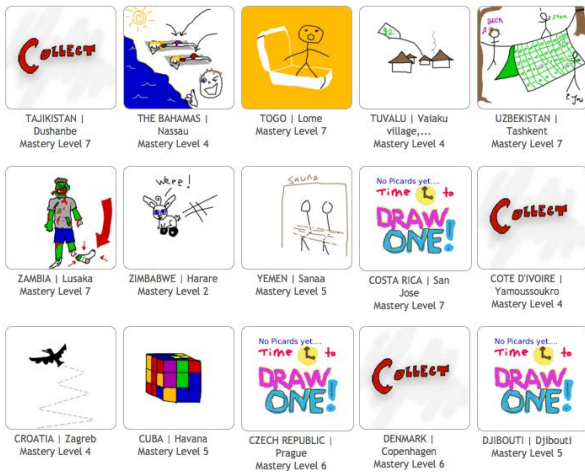 COLLECT
$2
BECK
Stan
TAJIKISTAN |
Dushanbe
Mastery Level 7
THE BAHAMAS |
Nassau
Mastery Level 4
TOGO | Lome
Mastery Level 7
TUVALU | Vaiaku
village,...
Mastery Level 4
UZBEKISTAN |
Tashkent
Mastery Level 7
weee!
sauna
No Picards yet....
Time to
DRAW
ONE!
COLLECT
ZAMBIA | Lusaka
Mastery Level 7
ZIMBABWE | Harare
Mastery Level 2
YEMEN | Sanaa
Mastery Level 5
COSTA RICA | San
Jose
Mastery Level 7
COTE D'IVOIRE |
Yamoussoukro
Mastery Level 4
No Picards yet....
Time to
DRAW
ONE!
COLLECT
No Picards yet....
Time to
DRAW
ONE!
CROATIA | Zagreb
Mastery Level 4
CUBA | Havana
Mastery Level 5
CZECH REPUBLIC |
Prague
Mastery Level 6
DENMARK |
Copenhagen
Mastery Level 6
DJIBOUTI | Djibouti
Mastery Level 5